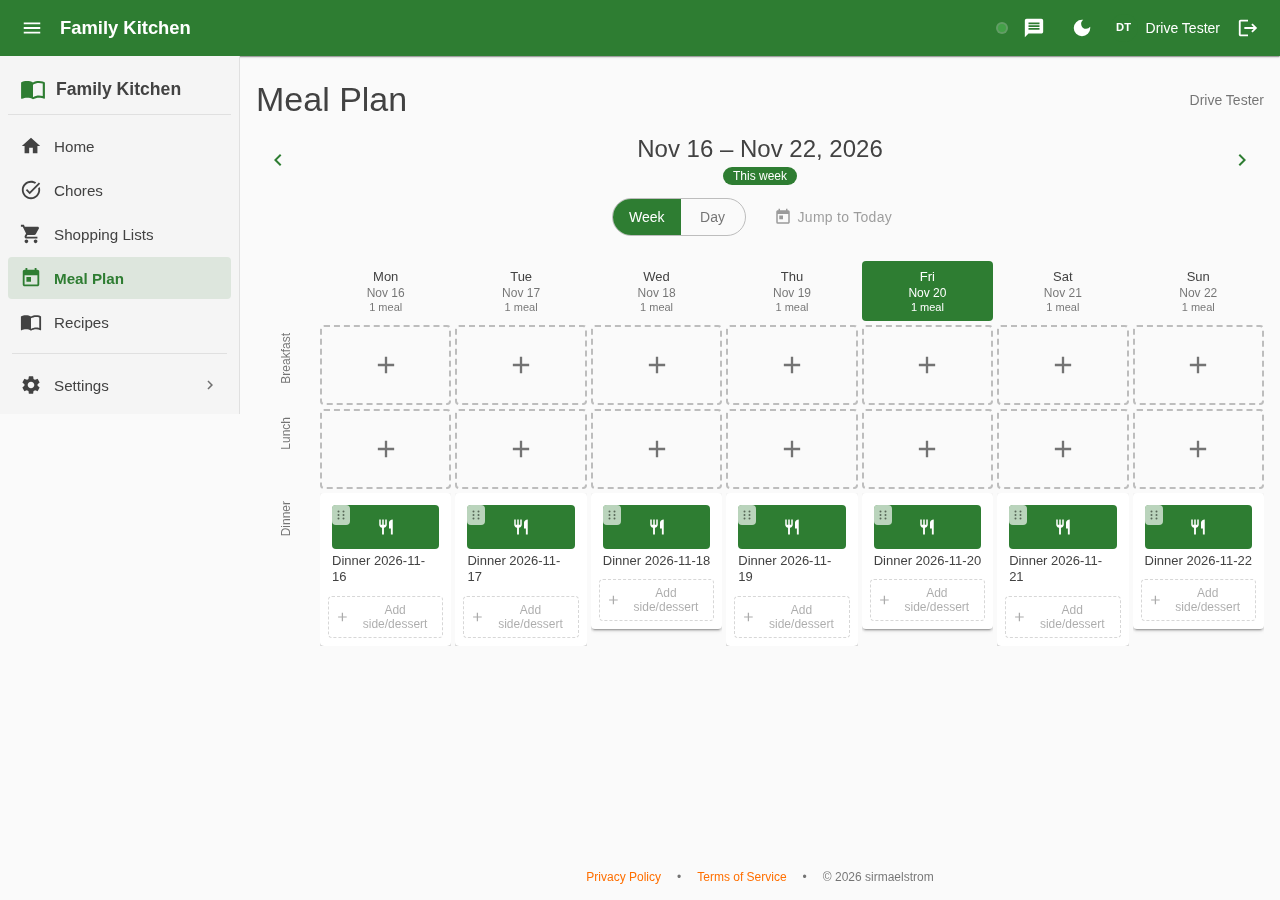 Family Kitchen
DT Drive Tester
Family Kitchen
Home
Chores
Shopping Lists
Meal Plan
Recipes
Settings
Meal Plan
Drive Tester
Nov 16 – Nov 22, 2026
This week
Week Day Jump to Today
Mon Tue Wed Thu Fri Sat Sun
Nov 16 Nov 17 Nov 18 Nov 19 Nov 20 Nov 21 Nov 22
1 meal 1 meal 1 meal 1 meal 1 meal 1 meal 1 meal
Breakfast
Lunch
Dinner
Dinner 2026-11-
16
Add
side/dessert
Dinner 2026-11-
17
Add
side/dessert
Dinner 2026-11-18
Add
side/dessert
Dinner 2026-11-
19
Add
side/dessert
Dinner 2026-11-20
Add
side/dessert
Dinner 2026-11-
21
Add
side/dessert
Dinner 2026-11-22
Add
side/dessert
Privacy Policy • Terms of Service • © 2026 sirmaelstrom